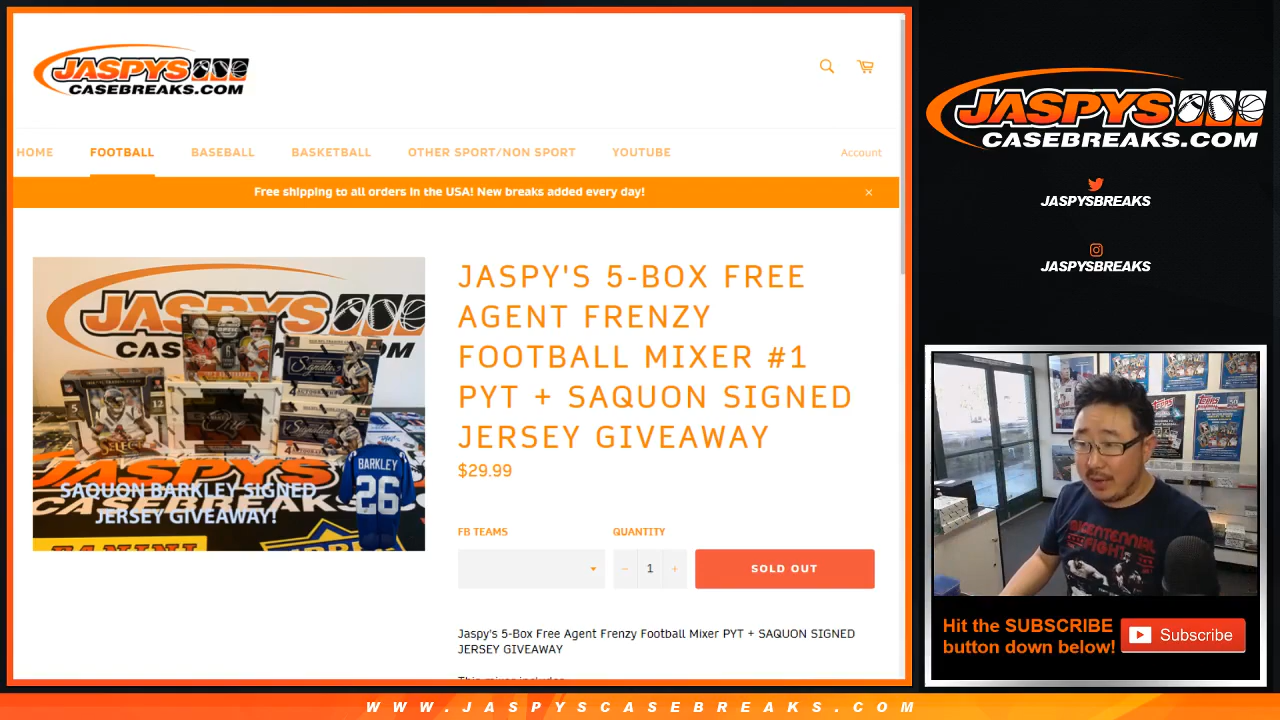 JASPYS
CASEBREAKS.COM
HOME
FOOTBALL
BASEBALL
BASKETBALL
OTHER SPORT/NON SPORT
YOUTUBE
Account
Free shipping to all orders in the USA! New breaks added every day!
×
JASPY'S 5-BOX FREE
AGENT FRENZY
FOOTBALL MIXER #1
PYT + SAQUON SIGNED
JERSEY GIVEAWAY
$29.99
FB TEAMS
QUANTITY
−
1
+
SOLD OUT
Jaspy's 5-Box Free Agent Frenzy Football Mixer PYT + SAQUON SIGNED
JERSEY GIVEAWAY
JASPYS
SELECT
BARKLEY
26
SAQUON BARKLEY SIGNED
JERSEY GIVEAWAY!
PANINI
JASPYS
CASEBREAKS.COM
JASPYSBREAKS
JASPYSBREAKS
Hit the SUBSCRIBE
button down below!
Subscribe
WWW.JASPYSCASEBREAKS.COM